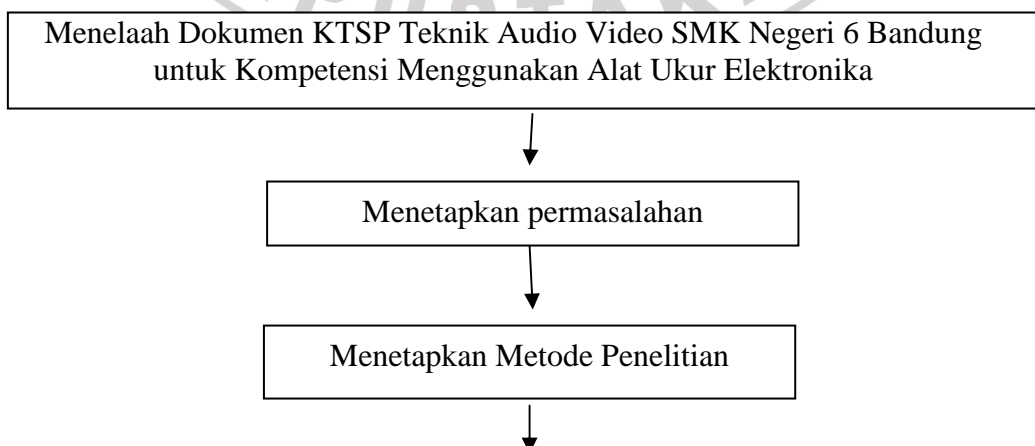 Menelaah Dokumen KTSP Teknik Audio Video SMK Negeri 6 Bandung
untuk Kompetensi Menggunakan Alat Ukur Elektronika
Menetapkan permasalahan
Menetapkan Metode Penelitian